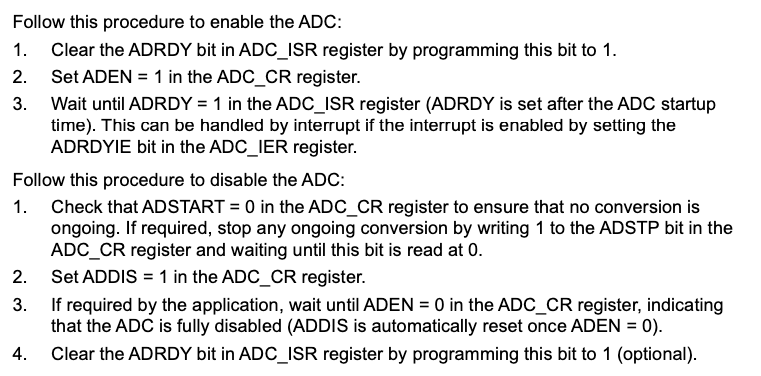 Follow this procedure to enable the ADC:
1. Clear the ADRDY bit in ADC_ISR register by programming this bit to 1.
2. Set ADEN = 1 in the ADC_CR register.
3. Wait until ADRDY = 1 in the ADC_ISR register (ADRDY is set after the ADC startup
time). This can be handled by interrupt if the interrupt is enabled by setting the
ADRDYIE bit in the ADC_IER register.
Follow this procedure to disable the ADC:
1. Check that ADSTART = 0 in the ADC_CR register to ensure that no conversion is
ongoing. If required, stop any ongoing conversion by writing 1 to the ADSTP bit in the
ADC_CR register and waiting until this bit is read at 0.
2. Set ADDIS = 1 in the ADC_CR register.
3. If required by the application, wait until ADEN = 0 in the ADC_CR register, indicating
that the ADC is fully disabled (ADDIS is automatically reset once ADEN = 0).
4. Clear the ADRDY bit in ADC_ISR register by programming this bit to 1 (optional).